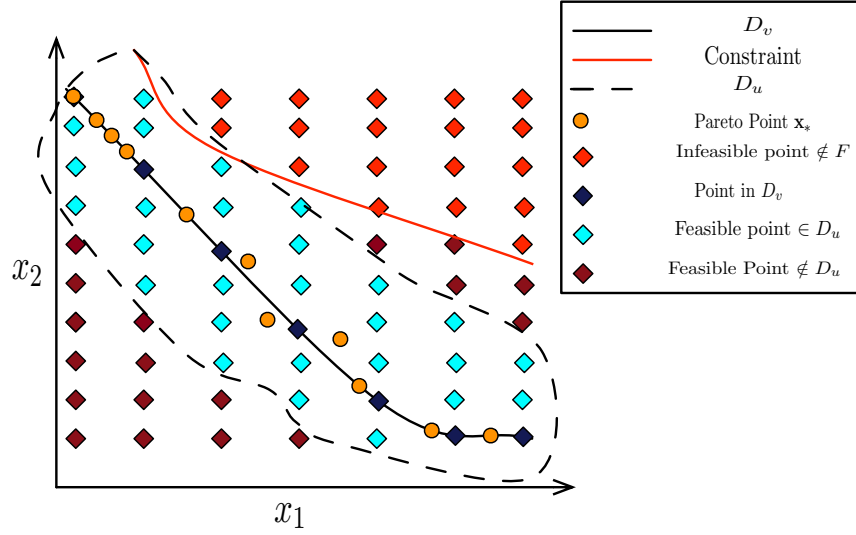 D_v
Constraint
D_u
Pareto Point x_*
Infeasible point ∉ F
Point in D_v
Feasible point ∈ D_u
Feasible Point ∉ D_u
x_2
x_1